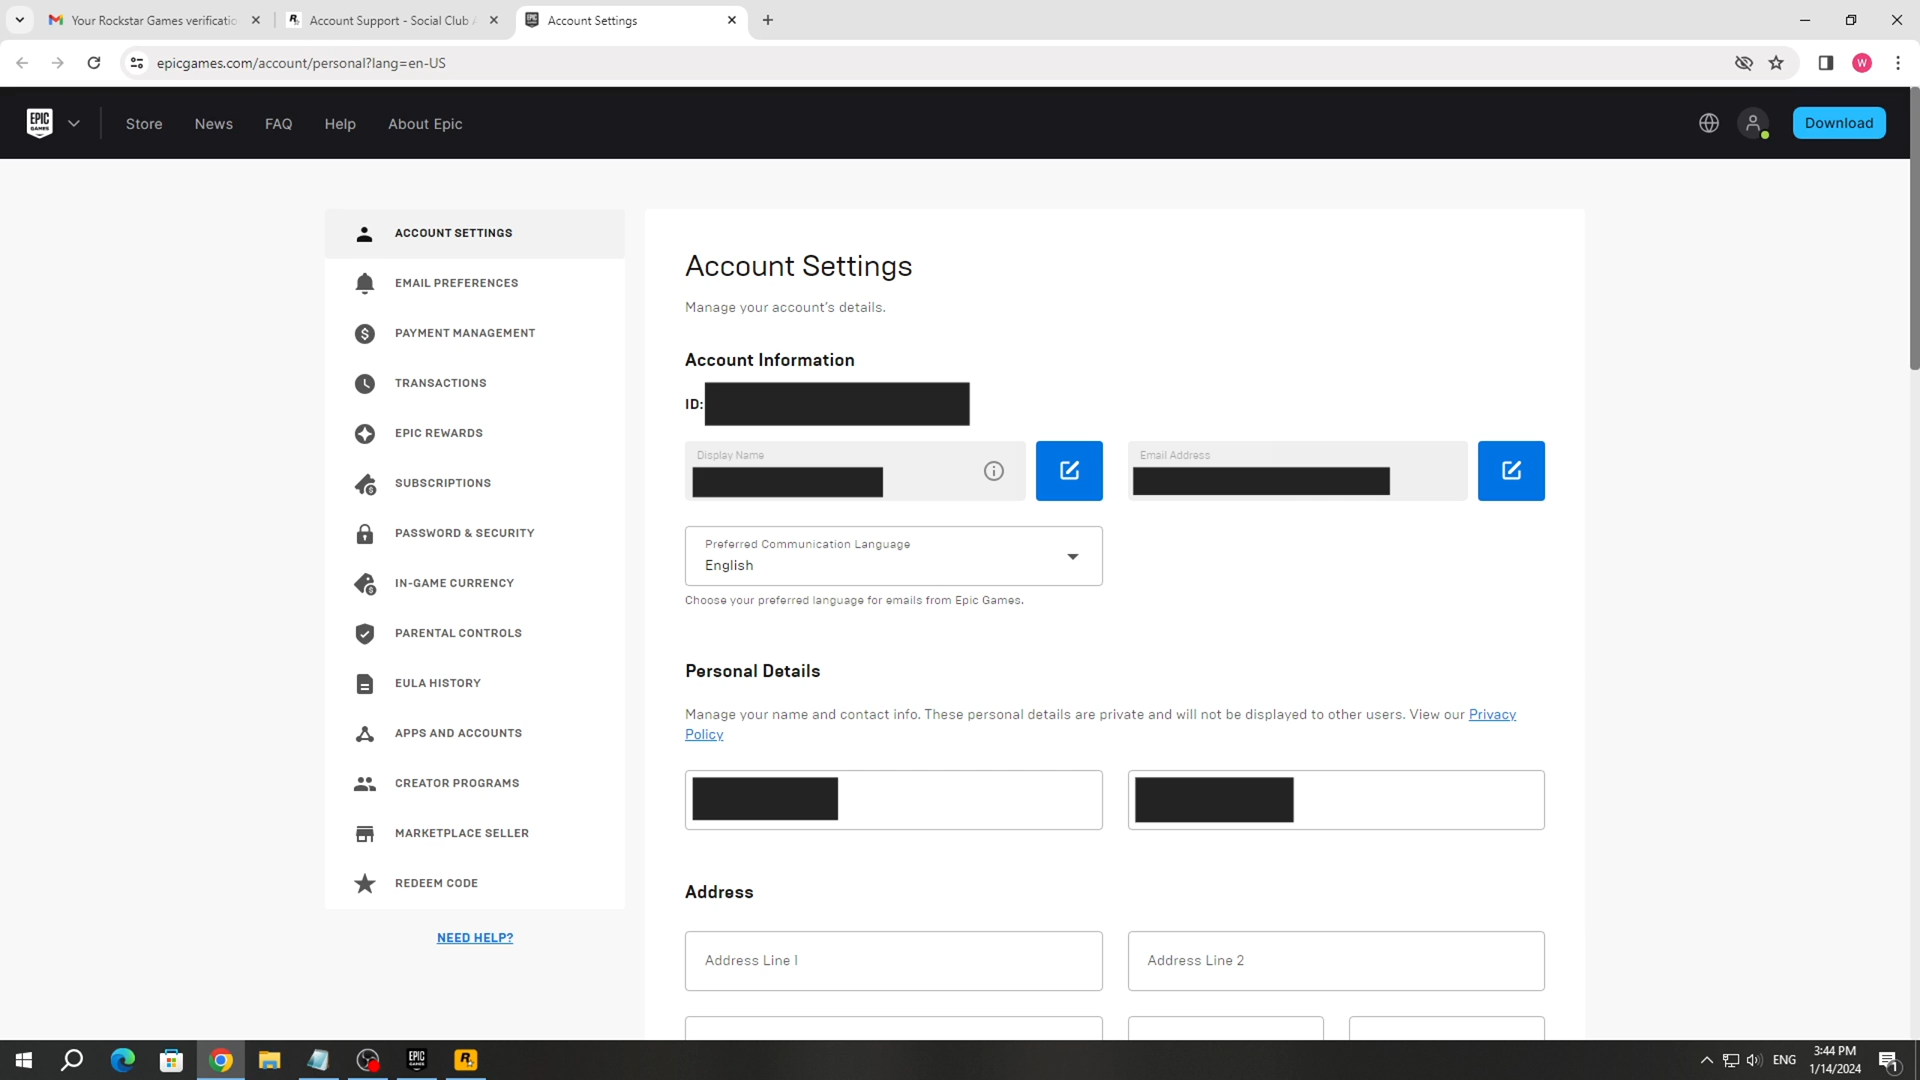 Your Rockstar Games verificatio
Account Support - Social Club
Account Settings
epicgames.com/account/personal?lang=en-US
W
EPIC
GAMES
Store
News
FAQ
Help
About Epic
Download
ACCOUNT SETTINGS
EMAIL PREFERENCES
PAYMENT MANAGEMENT
TRANSACTIONS
EPIC REWARDS
SUBSCRIPTIONS
PASSWORD & SECURITY
IN-GAME CURRENCY
PARENTAL CONTROLS
EULA HISTORY
APPS AND ACCOUNTS
CREATOR PROGRAMS
MARKETPLACE SELLER
REDEEM CODE
NEED HELP?
Account Settings
Manage your account's details.
Account Information
ID:
Display Name
Email Address
Preferred Communication Language
English
Choose your preferred language for emails from Epic Games.
Personal Details
Manage your name and contact info. These personal details are private and will not be displayed to other users. View our Privacy
Policy
Address
Address Line 1
Address Line 2
EPIC
GAMES
ENG
3:44 PM
1/14/2024
1